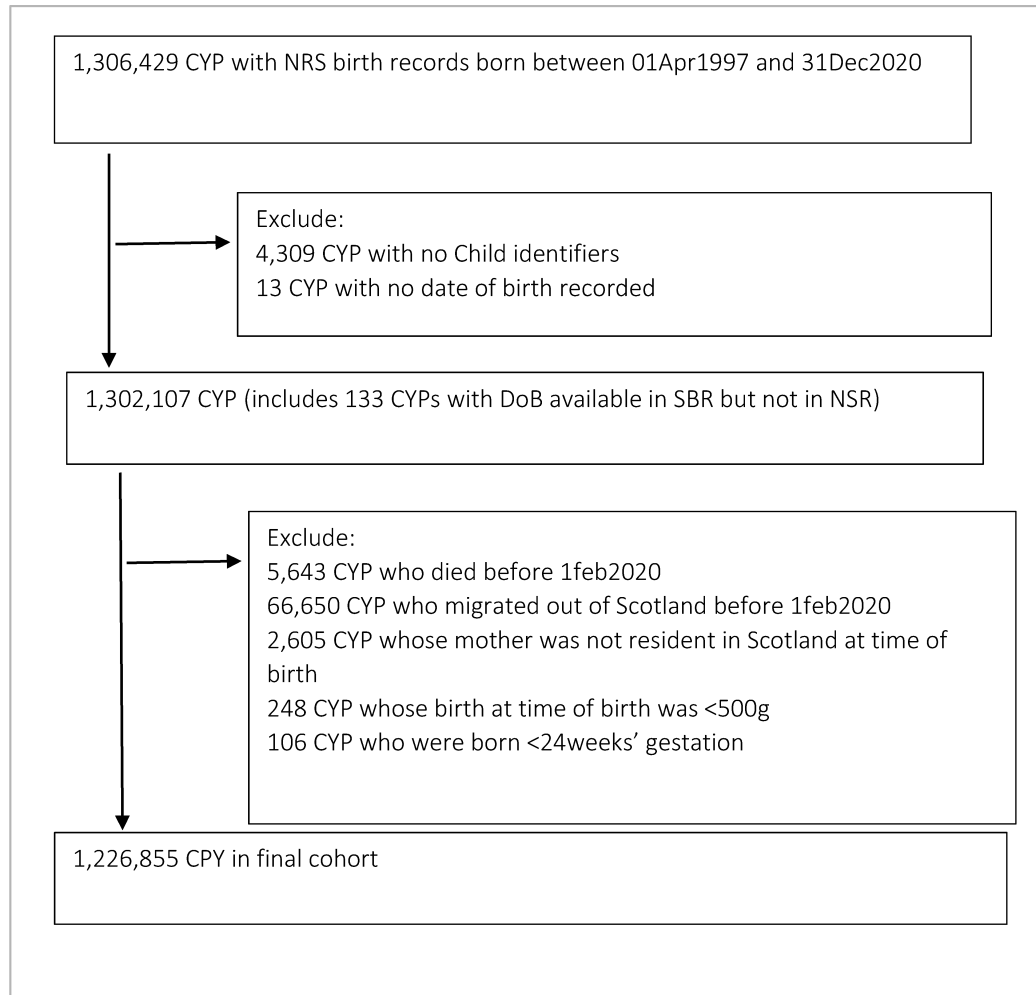 1,306,429 CYP with NRS birth records born between 01Apr1997 and 31Dec2020
Exclude:
4,309 CYP with no Child identifiers
13 CYP with no date of birth recorded
1,302,107 CYP (includes 133 CYPs with DoB available in SBR but not in NSR)
Exclude:
5,643 CYP who died before 1feb2020
66,650 CYP who migrated out of Scotland before 1feb2020
2,605 CYP whose mother was not resident in Scotland at time of
birth
248 CYP whose birth at time of birth was <500g
106 CYP who were born <24weeks’ gestation
1,226,855 CPY in final cohort